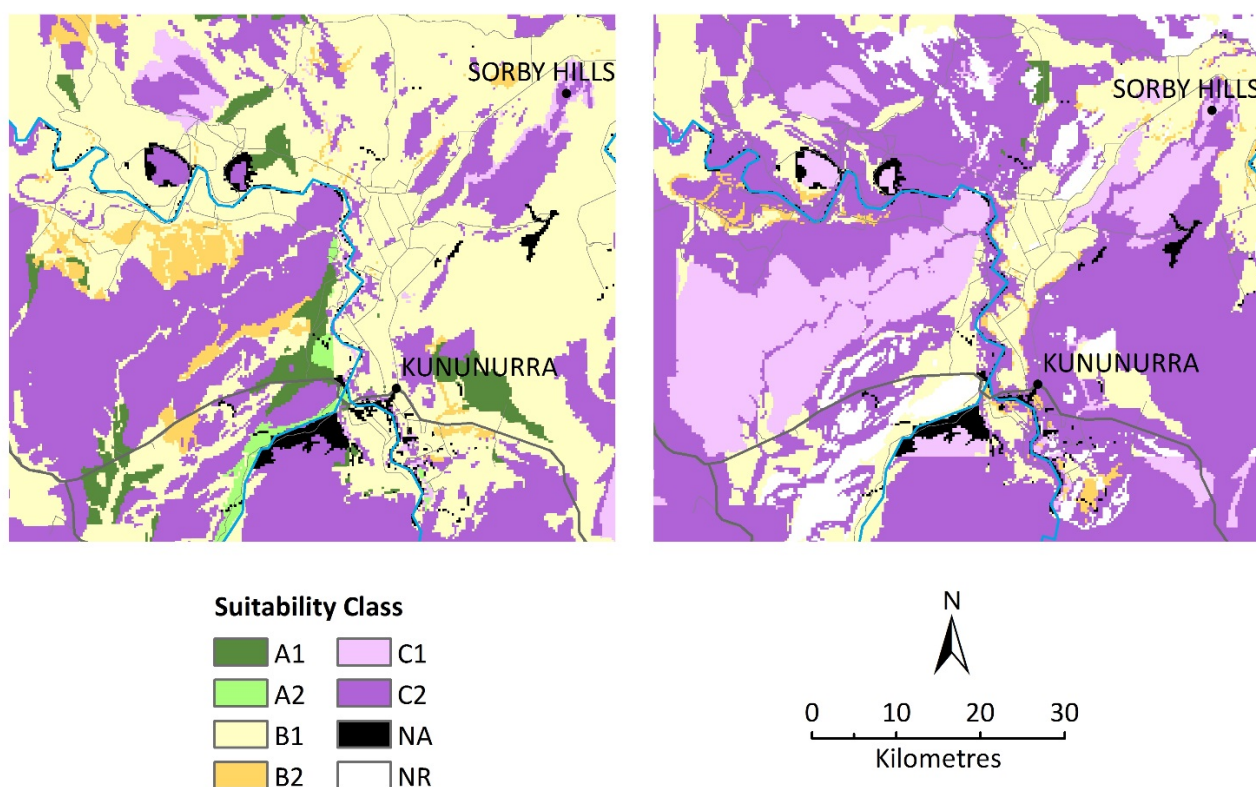 SORBY HILLS
KUNUNURRA
SORBY HILLS
KUNUNURRA
Suitability Class
A1 C1
A2 C2
B1 NA
B2 NR
N
0 10 20 30
Kilometres